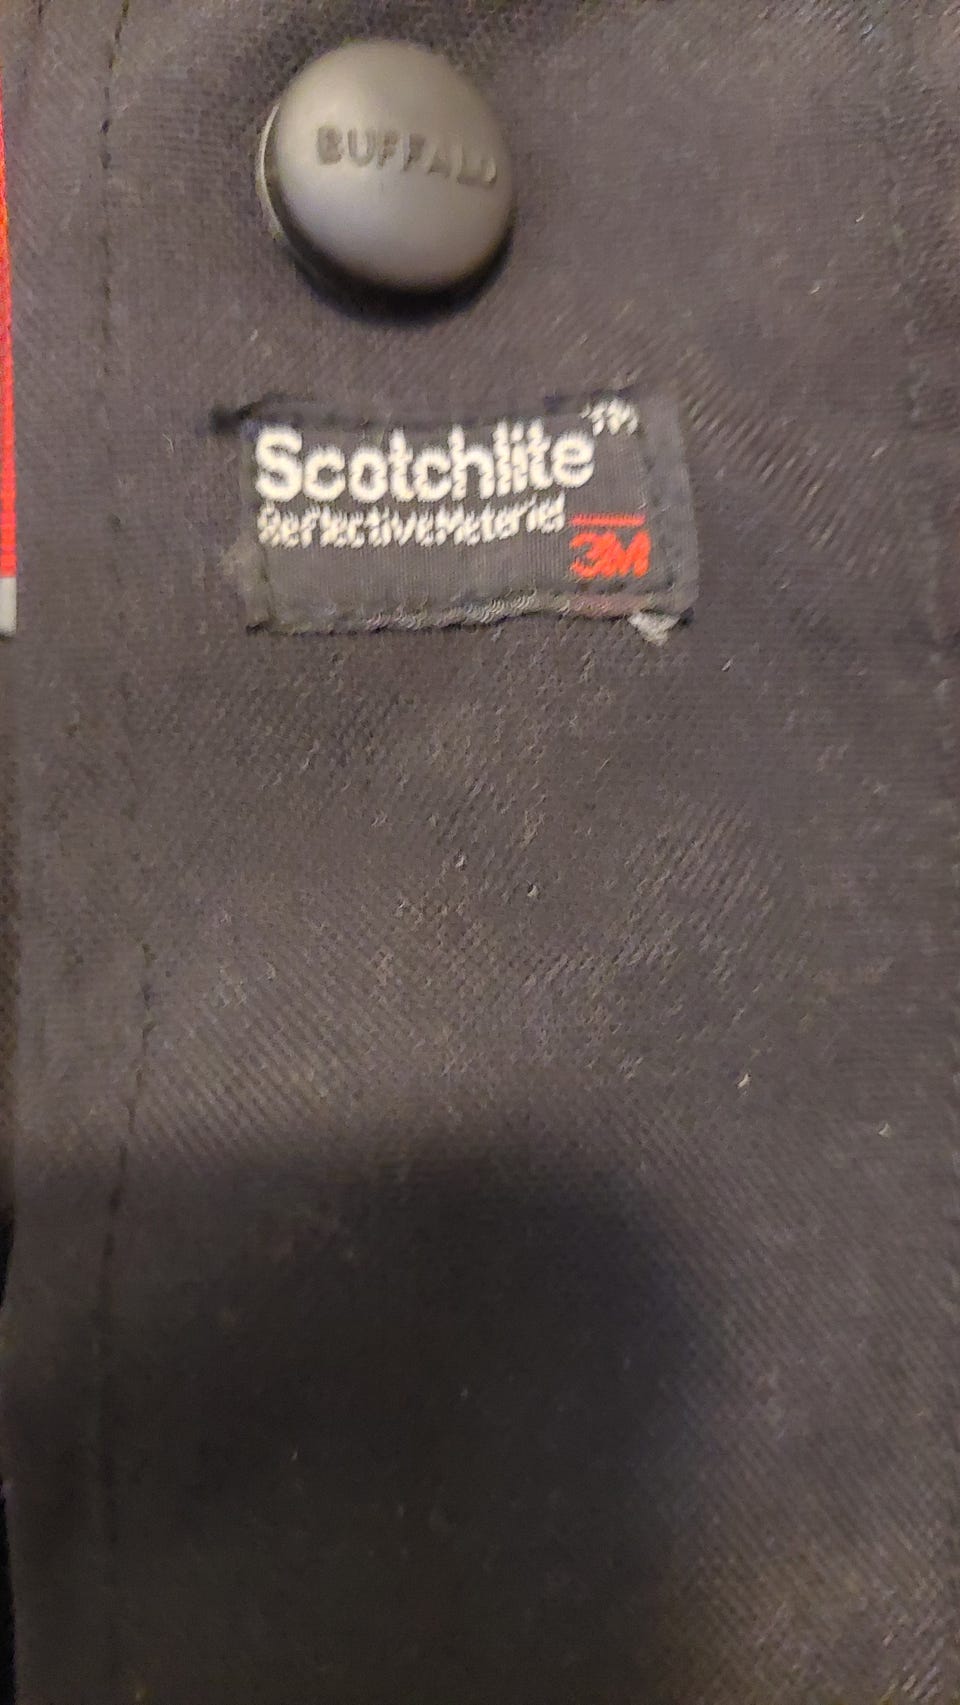 BUFFALO
Scotchlite™
Reflective Material
3M